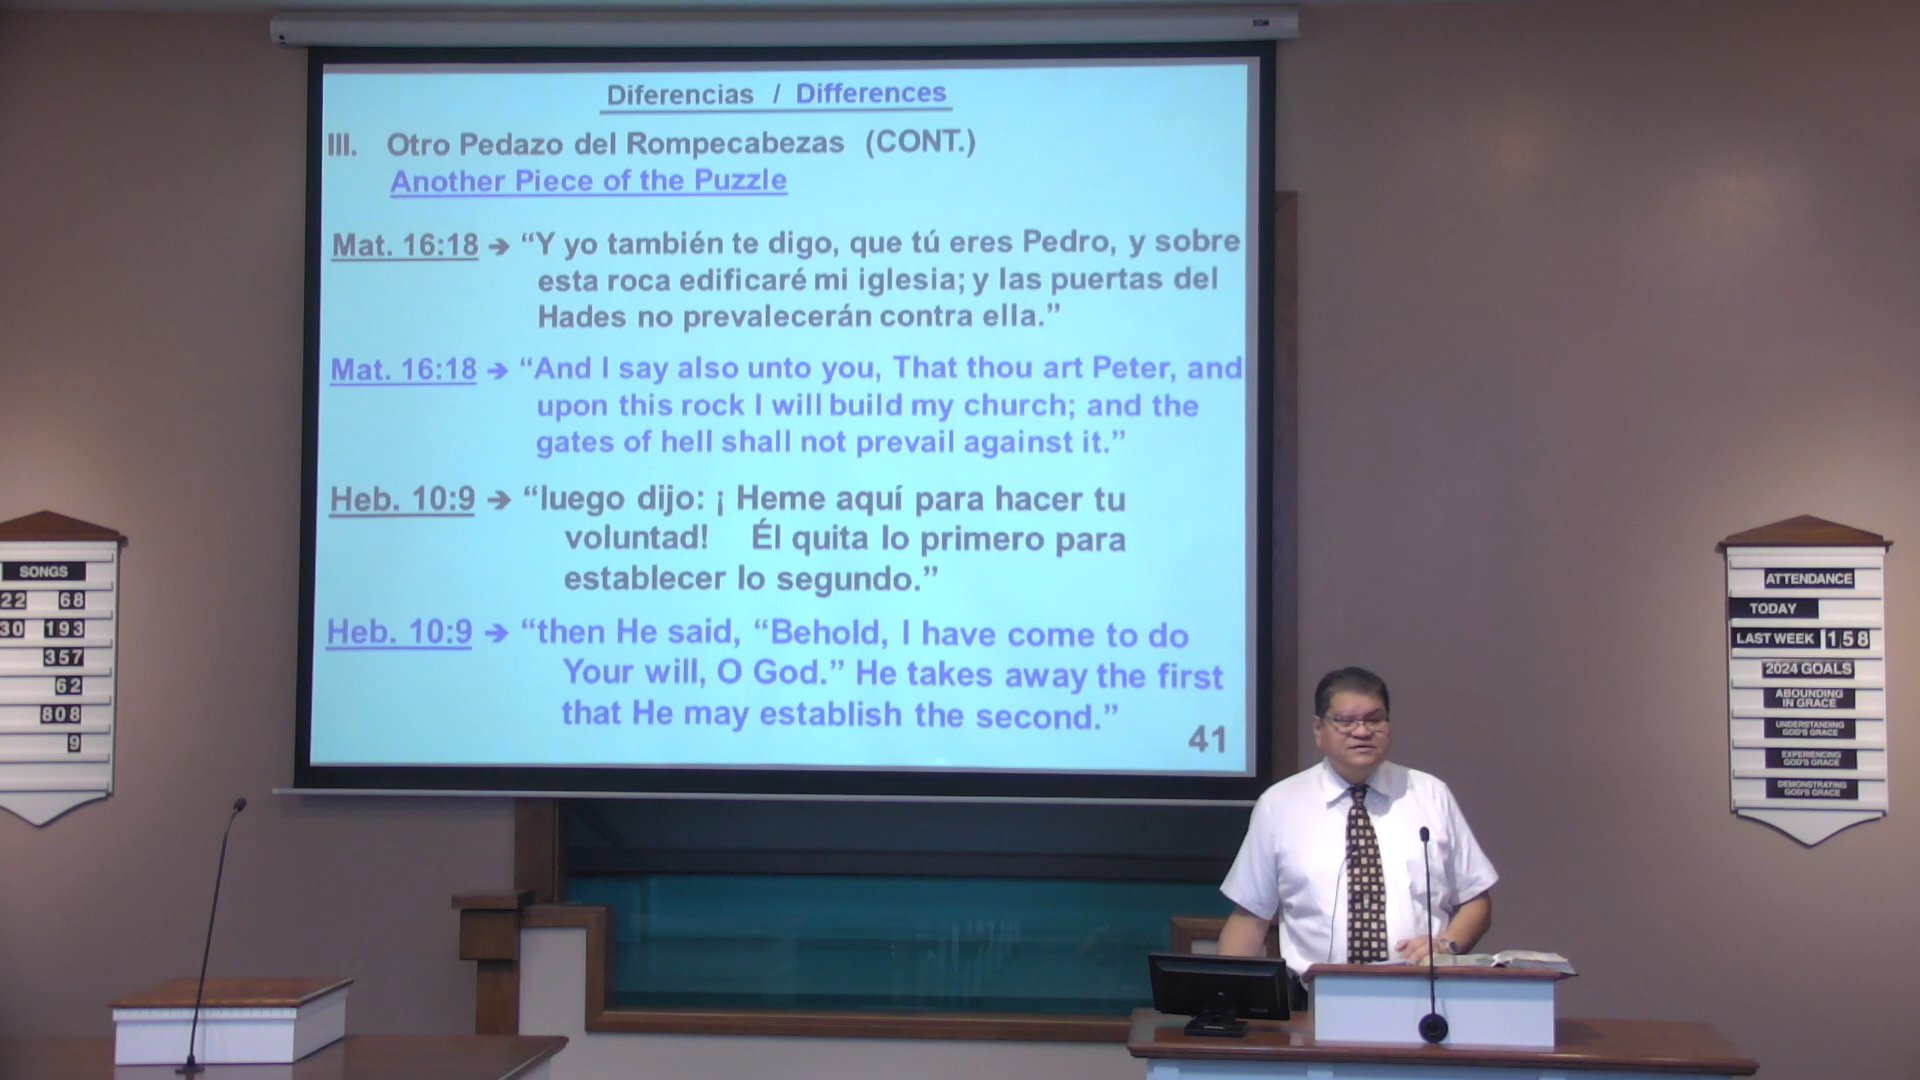 Diferencias / Differences
III. Otro Pedazo del Rompecabezas (CONT.)
Another Piece of the Puzzle
Mat. 16:18 → “Y yo también te digo, que tú eres Pedro, y sobre
esta roca edificaré mi iglesia; y las puertas del
Hades no prevalecerán contra ella.”
Mat. 16:18 → “And I say also unto you, That thou art Peter, and
upon this rock I will build my church; and the
gates of hell shall not prevail against it.”
Heb. 10:9 → “luego dijo: ¡ Heme aquí para hacer tu
voluntad! Él quita lo primero para
establecer lo segundo.”
Heb. 10:9 → “then He said, “Behold, I have come to do
Your will, O God.” He takes away the first
that He may establish the second.”
41
SONGS
22 68
30 193
357
62
808
9
ATTENDANCE
TODAY
LAST WEEK 158
2024 GOALS
ABOUNDING
IN GRACE
UNDERSTANDING
GOD'S GRACE
EXPERIENCING
GOD'S GRACE
DEMONSTRATING
GOD'S GRACE